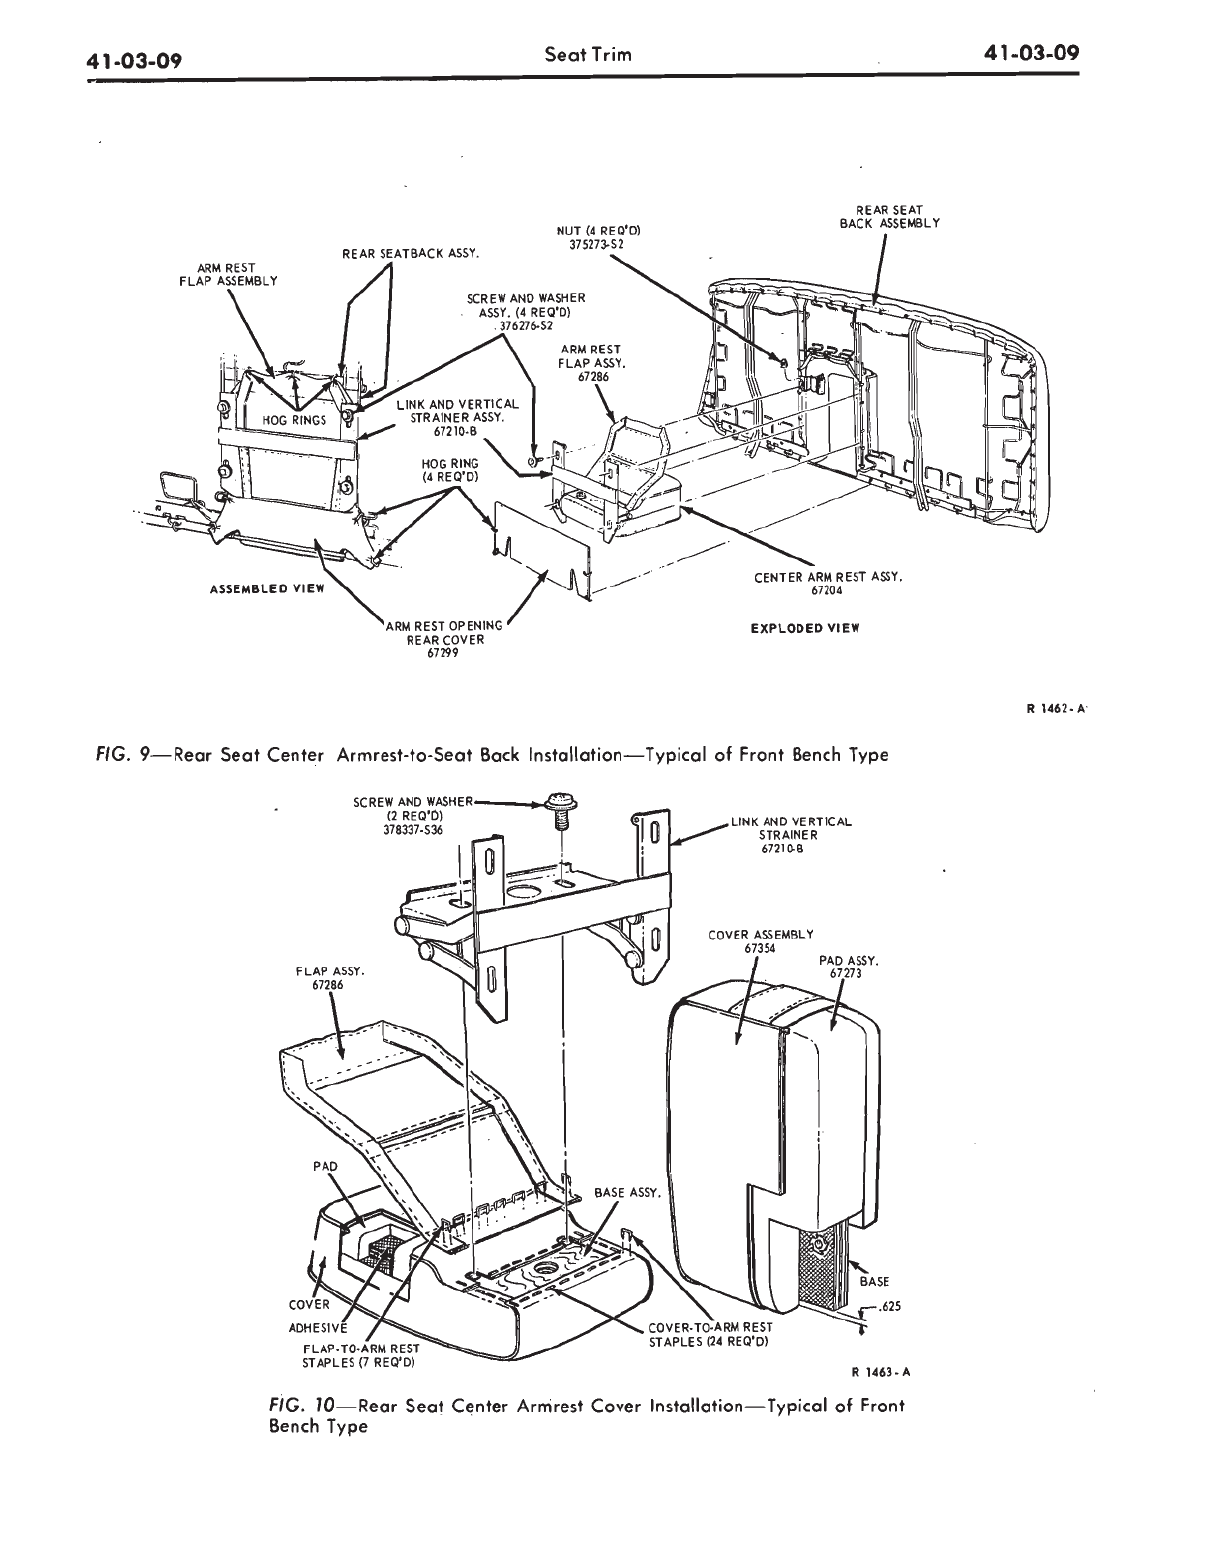 41-03-09
Seat Trim
41-03-09
REAR SEAT
BACK ASSEMBLY
NUT (4 REQ'D)
375273-S2
REAR SEATBACK ASSY.
ARM REST
FLAP ASSEMBLY
SCREW AND WASHER
ASSY. (4 REQ'D)
376276-S2
ARM REST
FLAP ASSY.
67286
LINK AND VERTICAL
STRAINER ASSY.
67210-B
HOG RINGS
HOG RING
(4 REQ'D)
CENTER ARM REST ASSY.
67204
ASSEMBLED VIEW
ARM REST OPENING
REAR COVER
67299
EXPLODED VIEW
R 1462-A
FIG. 9—Rear Seat Center Armrest-to-Seat Back Installation—Typical of Front Bench Type
SCREW AND WASHER
(2 REQ'D)
378337-S36
LINK AND VERTICAL
STRAINER
67210-B
COVER ASSEMBLY
67354
PAD ASSY.
67273
FLAP ASSY.
67286
PAD
BASE ASSY.
BASE
.625
COVER
ADHESIVE
FLAP-TO-ARM REST
STAPLES (7 REQ'D)
COVER-TO-ARM REST
STAPLES (24 REQ'D)
R 1463-A
FIG. 10—Rear Seat Center Armrest Cover Installation—Typical of Front
Bench Type